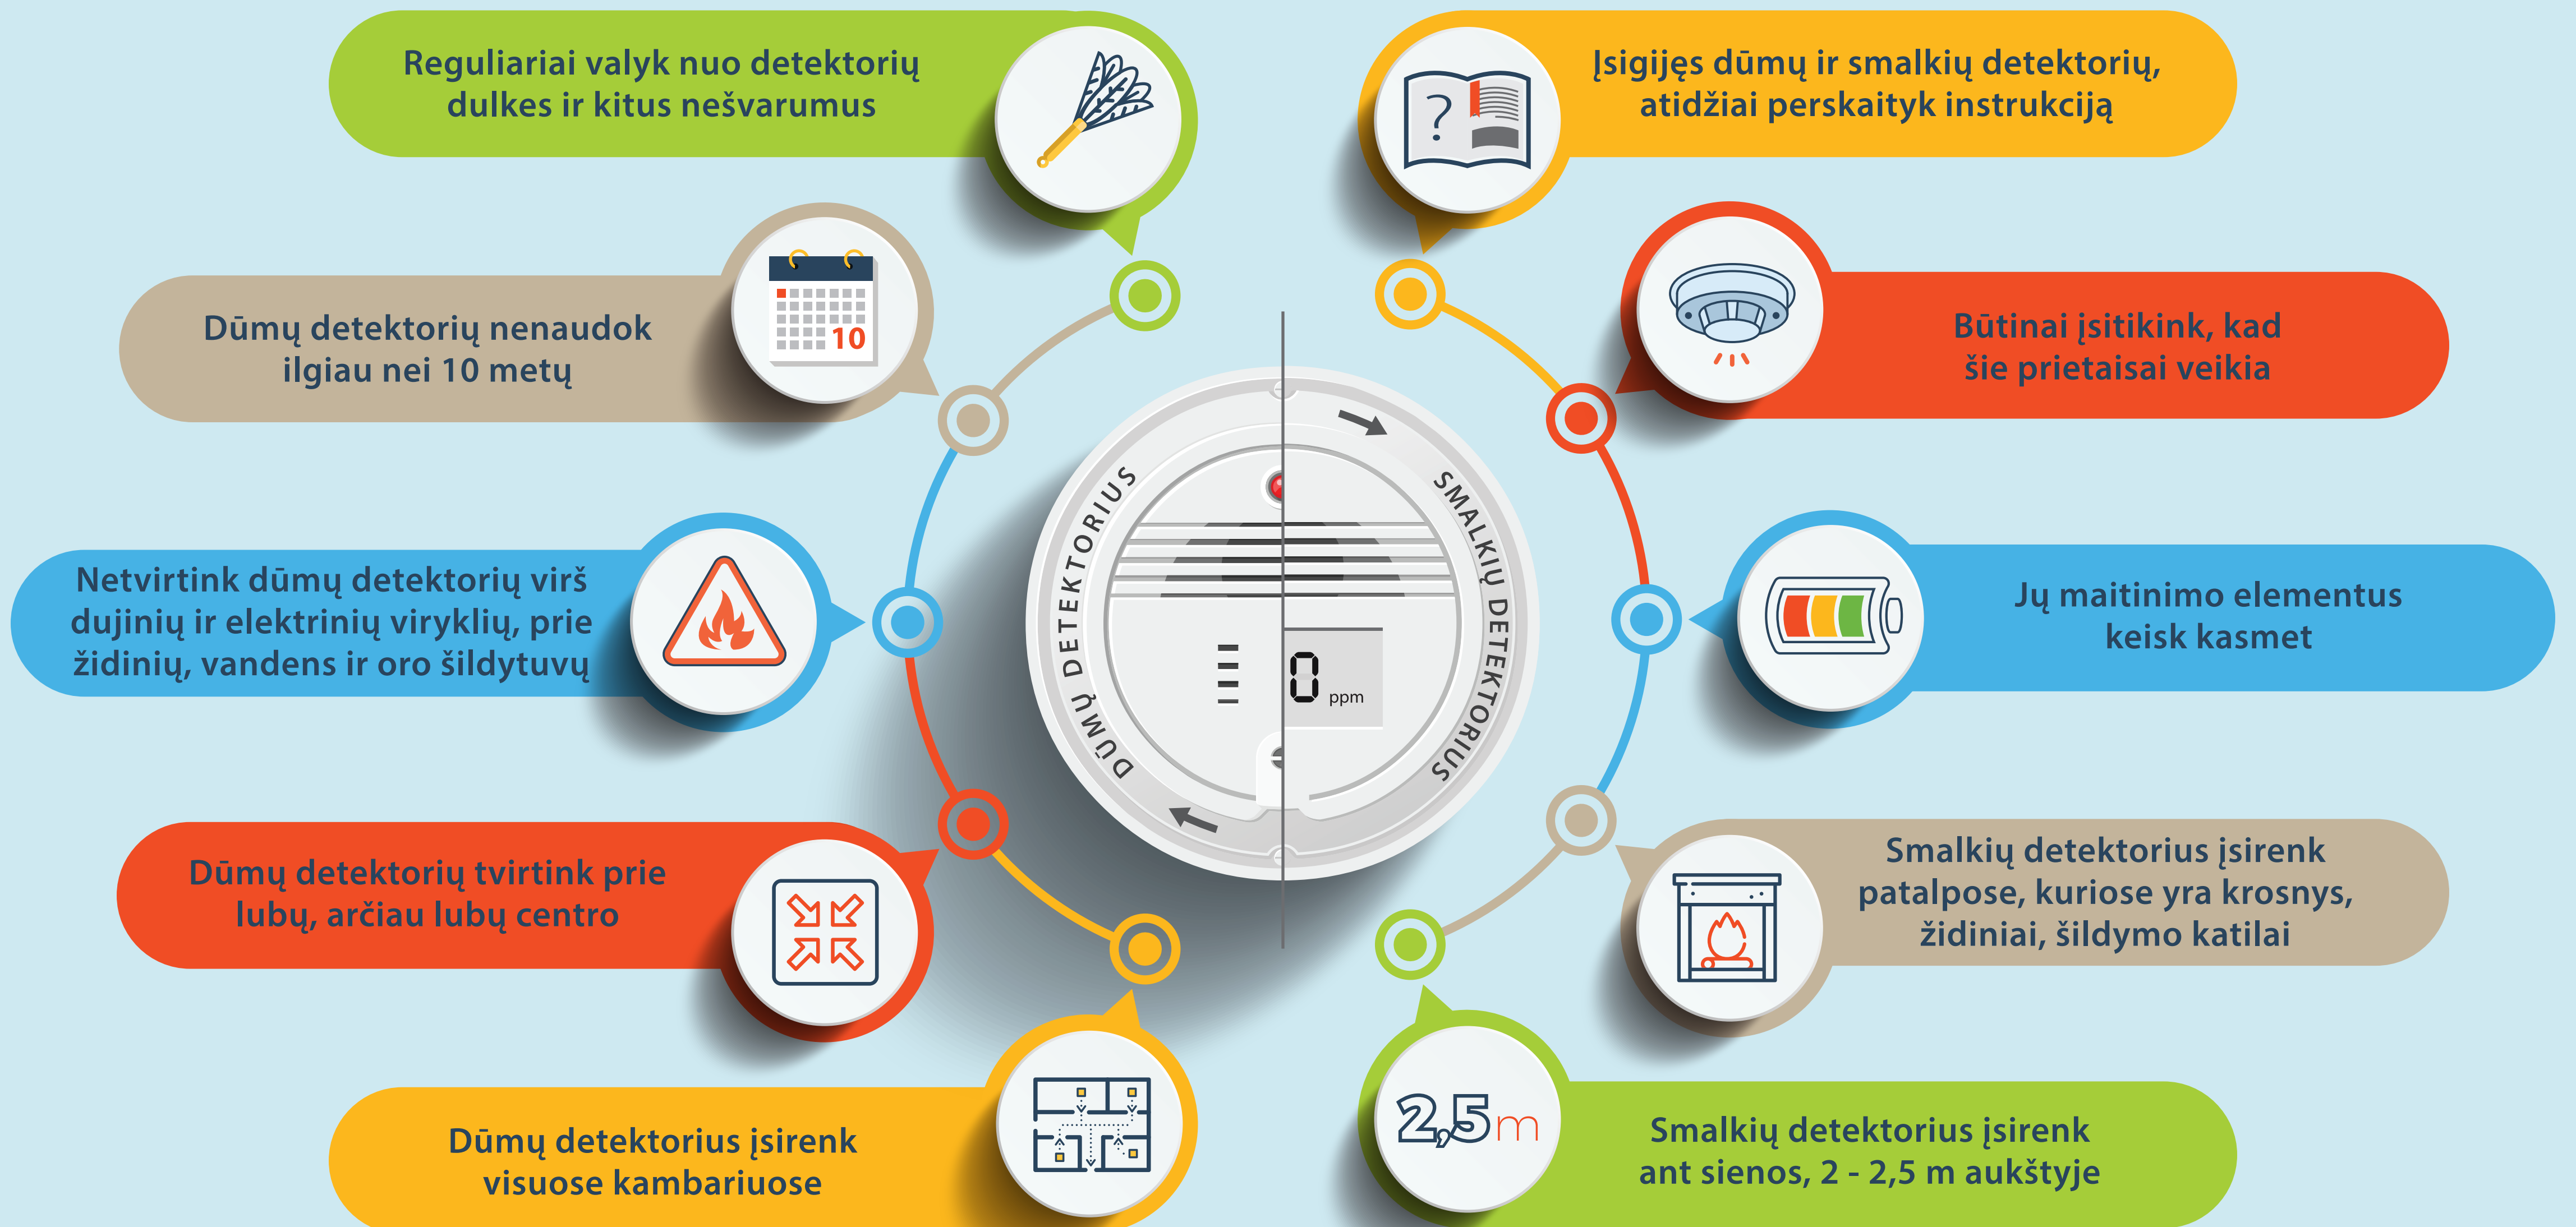 Reguliariai valyk nuo detektorių
dulkes ir kitus nešvarumus
Dūmų detektorių nenaudok
ilgiau nei 10 metų
10
Netvirtink dūmų detektorių virš
dujinių ir elektrinių viryklių, prie
židinių, vandens ir oro šildytuvų
Dūmų detektorių tvirtink prie
lubų, arčiau lubų centro
Dūmų detektorius įsirenk
visuose kambariuose
DŪMŲ DETEKTORIUS
SMALKIŲ DETEKTORIUS
0 ppm
?
Įsigijęs dūmų ir smalkių detektorių,
atidžiai perskaityk instrukciją
Būtinai įsitikink, kad
šie prietaisai veikia
Jų maitinimo elementus
keisk kasmet
Smalkių detektorius įsirenk
patalpose, kuriose yra krosnys,
židiniai, šildymo katilai
2,5 m
Smalkių detektorius įsirenk
ant sienos, 2 - 2,5 m aukštyje